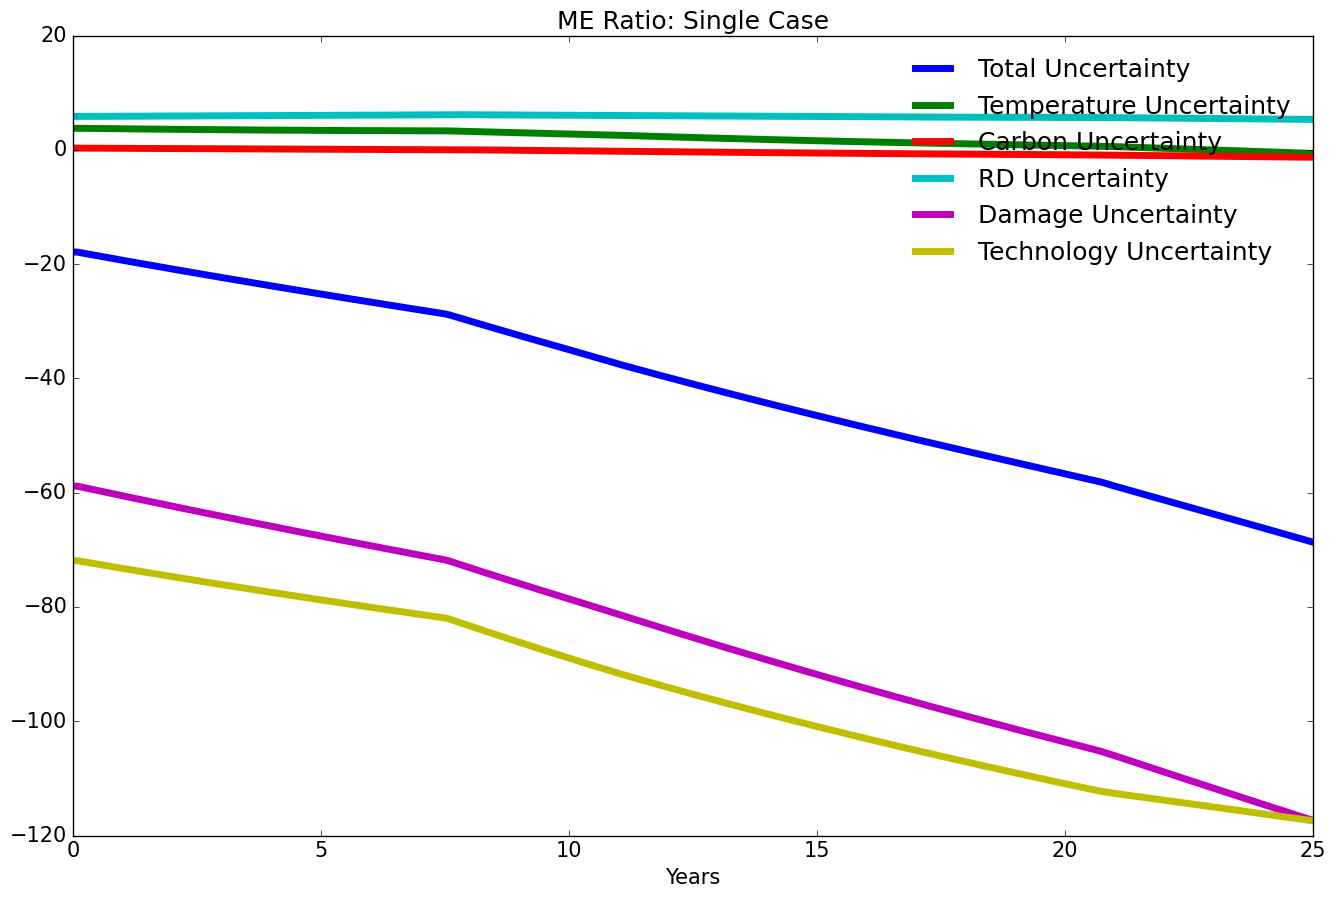 ME Ratio: Single Case
20
0
−20
−40
−60
−80
−100
−120
Total Uncertainty
Temperature Uncertainty
Carbon Uncertainty
RD Uncertainty
Damage Uncertainty
Technology Uncertainty
0 5 10 15 20 25
Years